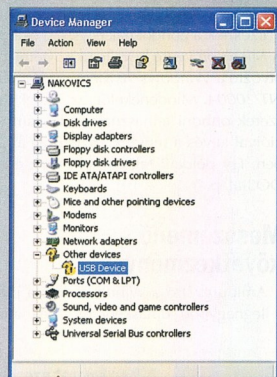 Device Manager
File Action View Help
NAKOVICS
Computer
Disk drives
Display adapters
Floppy disk controllers
Floppy disk drives
IDE ATA/ATAPI controllers
Keyboards
Mice and other pointing devices
Modems
Monitors
Network adapters
Other devices
USB Device
Ports (COM & LPT)
Processors
Sound, video and game controllers
System devices
Universal Serial Bus controllers